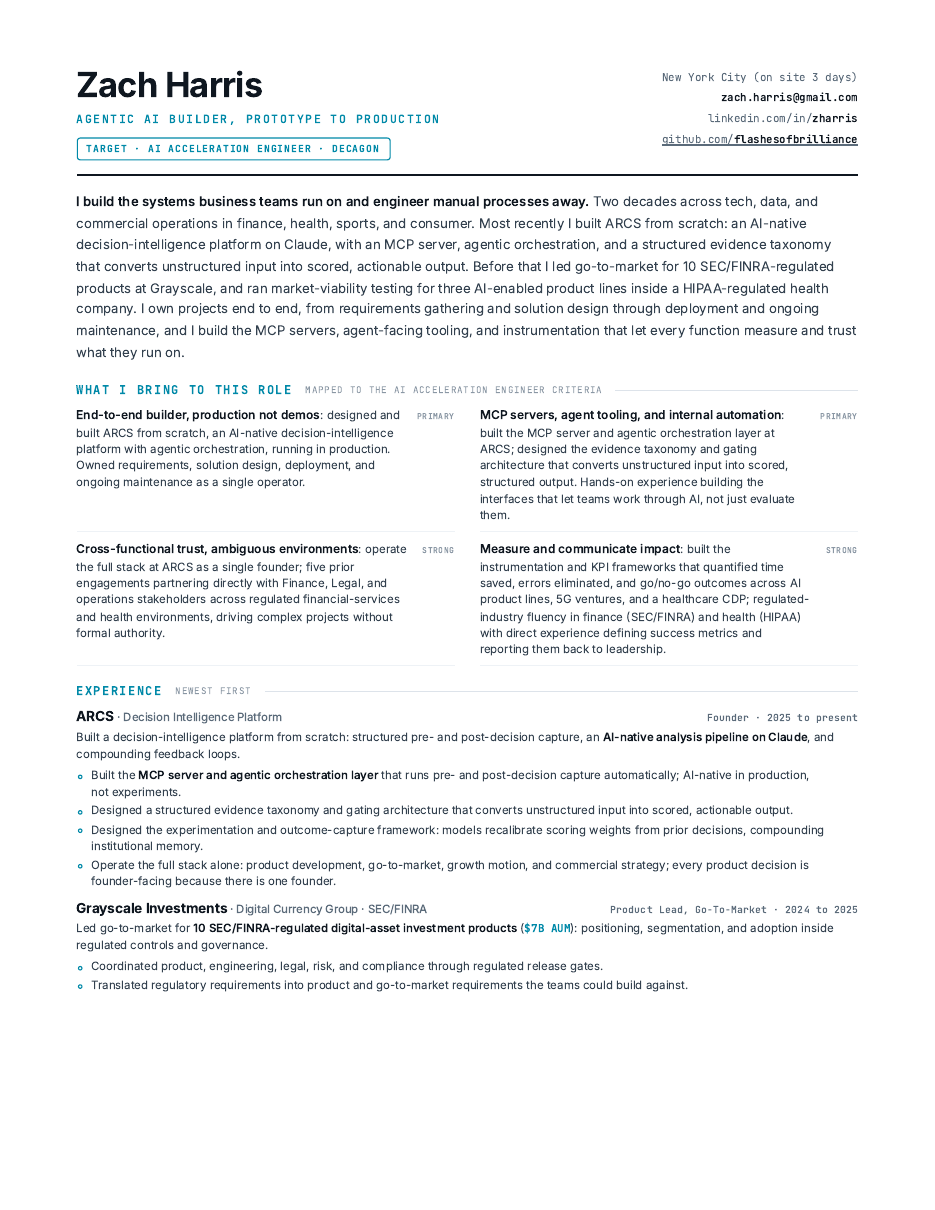 Zach Harris
AGENTIC AI BUILDER, PROTOTYPE TO PRODUCTION
TARGET · AI ACCELERATION ENGINEER · DECAGON
New York City (on site 3 days)
zach.harris@gmail.com
linkedin.com/in/zharris
github.com/flashesofbrilliance
I build the systems business teams run on and engineer manual processes away. Two decades across tech, data, and
commercial operations in finance, health, sports, and consumer. Most recently I built ARCS from scratch: an AI-native
decision-intelligence platform on Claude, with an MCP server, agentic orchestration, and a structured evidence taxonomy
that converts unstructured input into scored, actionable output. Before that I led go-to-market for 10 SEC/FINRA-regulated
products at Grayscale, and ran market-viability testing for three AI-enabled product lines inside a HIPAA-regulated health
company. I own projects end to end, from requirements gathering and solution design through deployment and ongoing
maintenance, and I build the MCP servers, agent-facing tooling, and instrumentation that let every function measure and trust
what they run on.
WHAT I BRING TO THIS ROLE MAPPED TO THE AI ACCELERATION ENGINEER CRITERIA
End-to-end builder, production not demos: designed and PRIMARY
built ARCS from scratch, an AI-native decision-intelligence
platform with agentic orchestration, running in production.
Owned requirements, solution design, deployment, and
ongoing maintenance as a single operator.
MCP servers, agent tooling, and internal automation: PRIMARY
built the MCP server and agentic orchestration layer at
ARCS; designed the evidence taxonomy and gating
architecture that converts unstructured input into scored,
structured output. Hands-on experience building the
interfaces that let teams work through AI, not just evaluate
them.
Cross-functional trust, ambiguous environments: operate STRONG
the full stack at ARCS as a single founder; five prior
engagements partnering directly with Finance, Legal, and
operations stakeholders across regulated financial-services
and health environments, driving complex projects without
formal authority.
Measure and communicate impact: built the STRONG
instrumentation and KPI frameworks that quantified time
saved, errors eliminated, and go/no-go outcomes across AI
product lines, 5G ventures, and a healthcare CDP; regulated-
industry fluency in finance (SEC/FINRA) and health (HIPAA)
with direct experience defining success metrics and
reporting them back to leadership.
EXPERIENCE NEWEST FIRST
ARCS · Decision Intelligence Platform Founder · 2025 to present
Built a decision-intelligence platform from scratch: structured pre- and post-decision capture, an AI-native analysis pipeline on Claude, and
compounding feedback loops.
Built the MCP server and agentic orchestration layer that runs pre- and post-decision capture automatically; AI-native in production,
not experiments.
Designed a structured evidence taxonomy and gating architecture that converts unstructured input into scored, actionable output.
Designed the experimentation and outcome-capture framework: models recalibrate scoring weights from prior decisions, compounding
institutional memory.
Operate the full stack alone: product development, go-to-market, growth motion, and commercial strategy; every product decision is
founder-facing because there is one founder.
Grayscale Investments · Digital Currency Group · SEC/FINRA Product Lead, Go-To-Market · 2024 to 2025
Led go-to-market for 10 SEC/FINRA-regulated digital-asset investment products ($7B AUM): positioning, segmentation, and adoption inside
regulated controls and governance.
Coordinated product, engineering, legal, risk, and compliance through regulated release gates.
Translated regulatory requirements into product and go-to-market requirements the teams could build against.